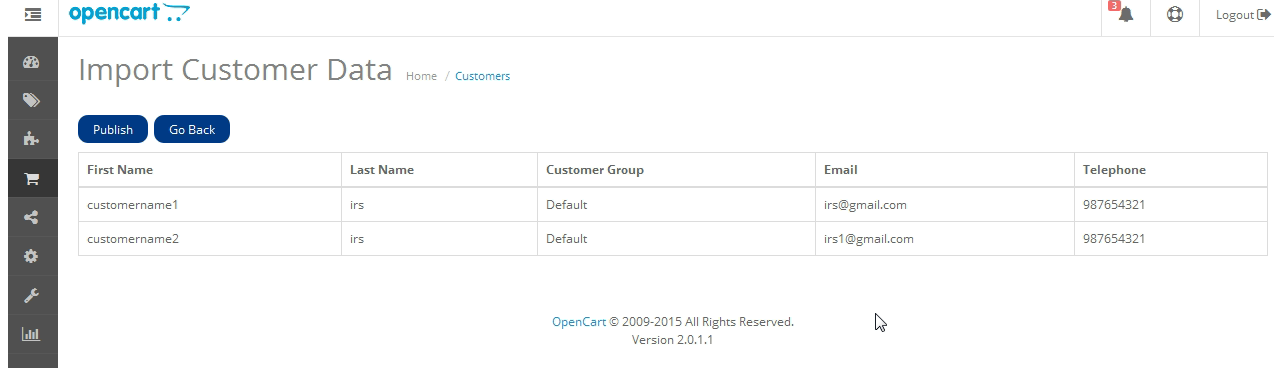 opencart 3 Logout
Import Customer Data Home / Customers
Publish Go Back
First Name Last Name Customer Group Email Telephone
customername1 irs Default irs@gmail.com 987654321
customername2 irs Default irs1@gmail.com 987654321
OpenCart © 2009-2015 All Rights Reserved.
Version 2.0.1.1